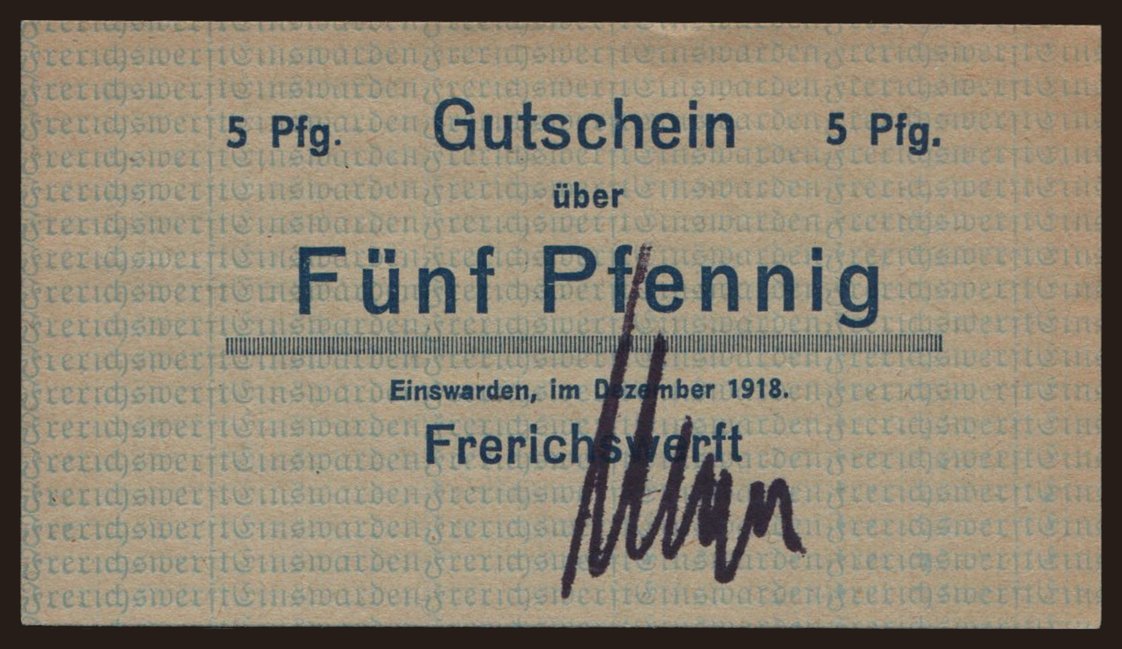 5 Pfg. Gutschein 5 Pfg.
über
Fünf Pfennig
Einswarden, im Dezember 1918.
Frerichswerft